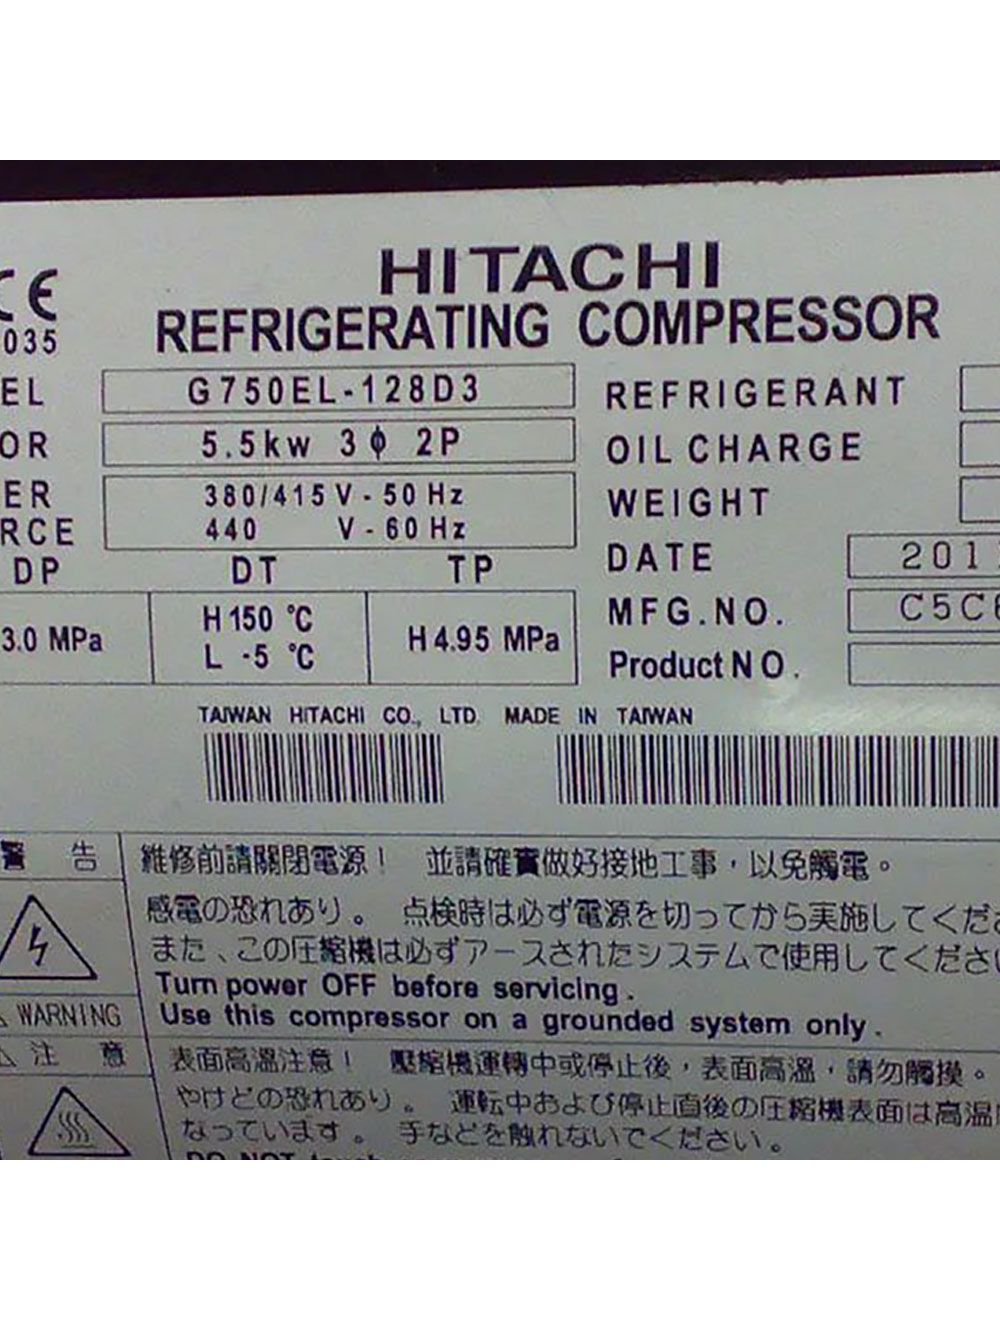 CE
035
HITACHI
REFRIGERATING COMPRESSOR
EL G750EL-128D3 REFRIGERANT
OR 5.5kw 3ϕ 2P OIL CHARGE
ER 380/415 V - 50 Hz WEIGHT
RCE 440 V - 60 Hz
DP DT TP DATE 201
3.0 MPa H 150 ℃ H 4.95 MPa MFG.NO. C5C6
L -5 ℃ Product NO.
TAIWAN HITACHI CO., LTD. MADE IN TAIWAN
警告
維修前請關閉電源！ 並請確實做好接地工事，以免觸電。
感電の恐れあり。 点検時は必ず電源を切ってから実施してくださ
また、この圧縮機は必ずアースされたシステムで使用してくださ
Turn power OFF before servicing.
WARNING Use this compressor on a grounded system only.
注意
表面高溫注意！ 壓縮機運轉中或停止後，表面高溫，請勿觸摸。
やけどの恐れあり。 運転中および停止直後の圧縮機表面は高温に
なっています。 手などを触れないでください。
DO NOT touch